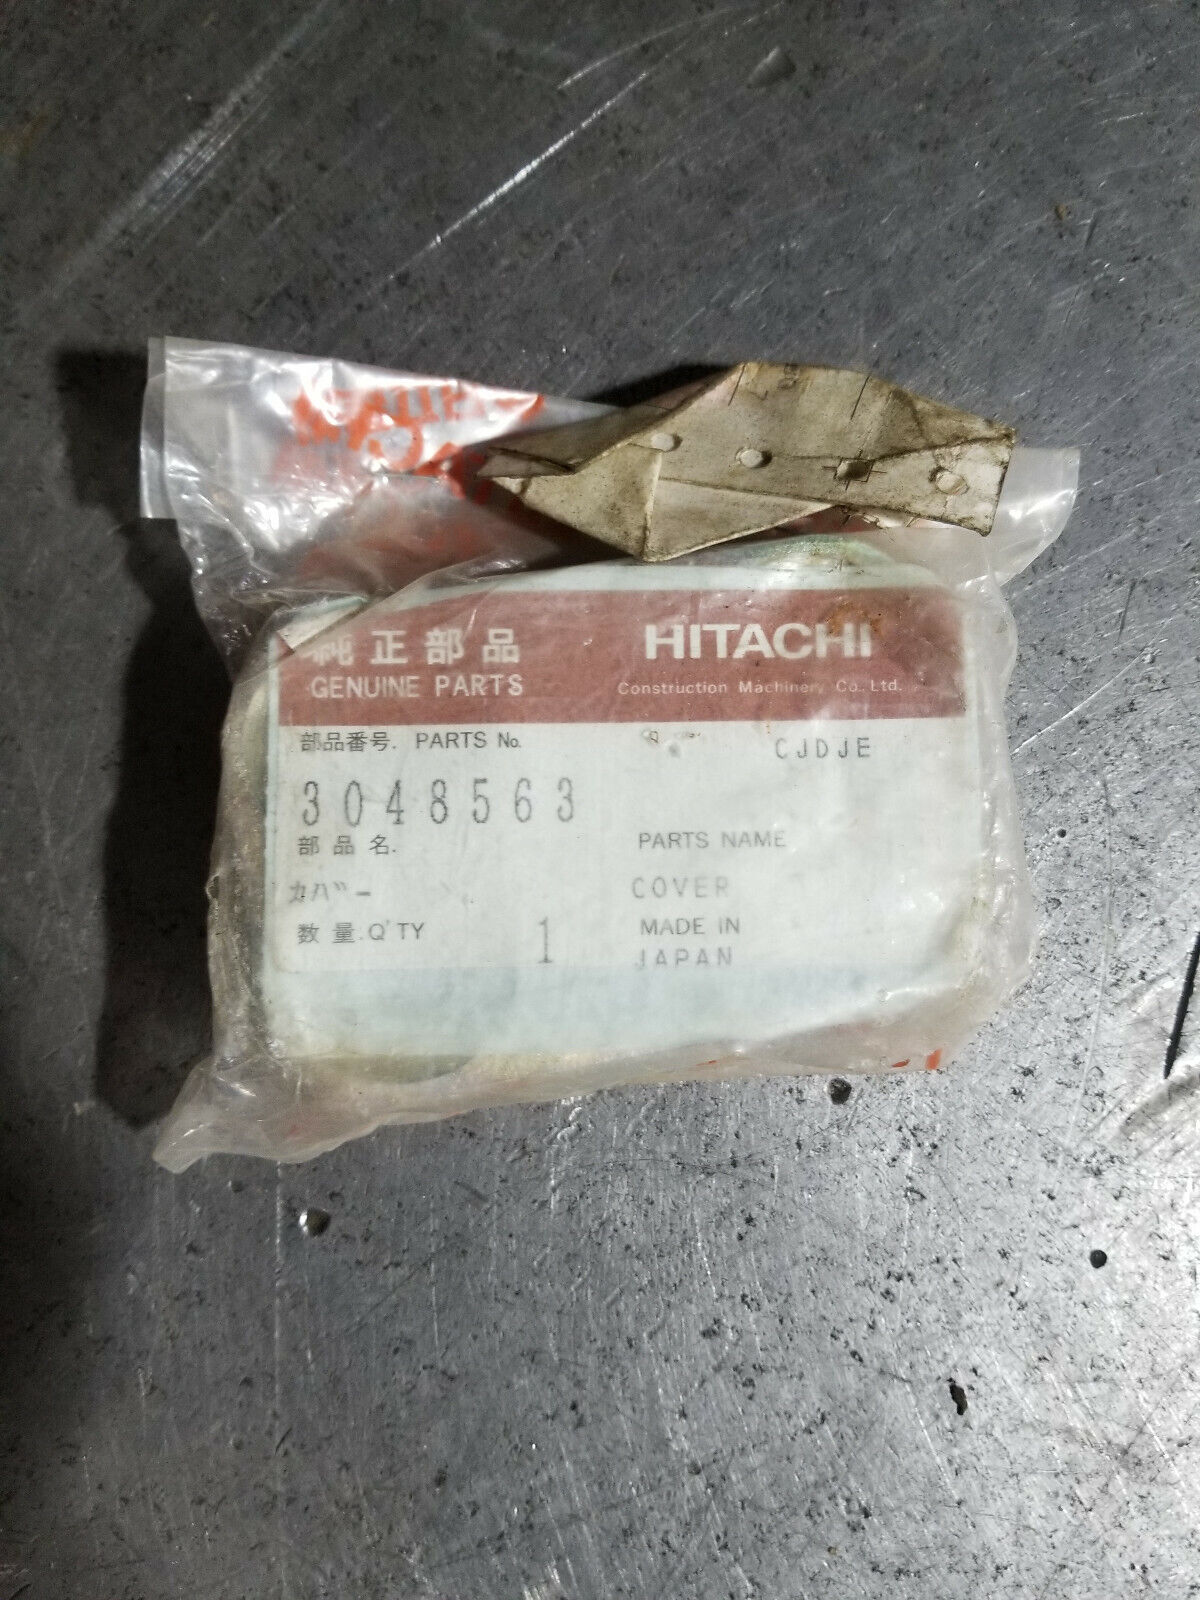 純正部品 HITACHI
GENUINE PARTS Construction Machinery Co., Ltd.
部品番号. PARTS No. CJDJE
3048563
部品名. PARTS NAME
カバー COVER
数量. Q'TY 1 MADE IN
JAPAN